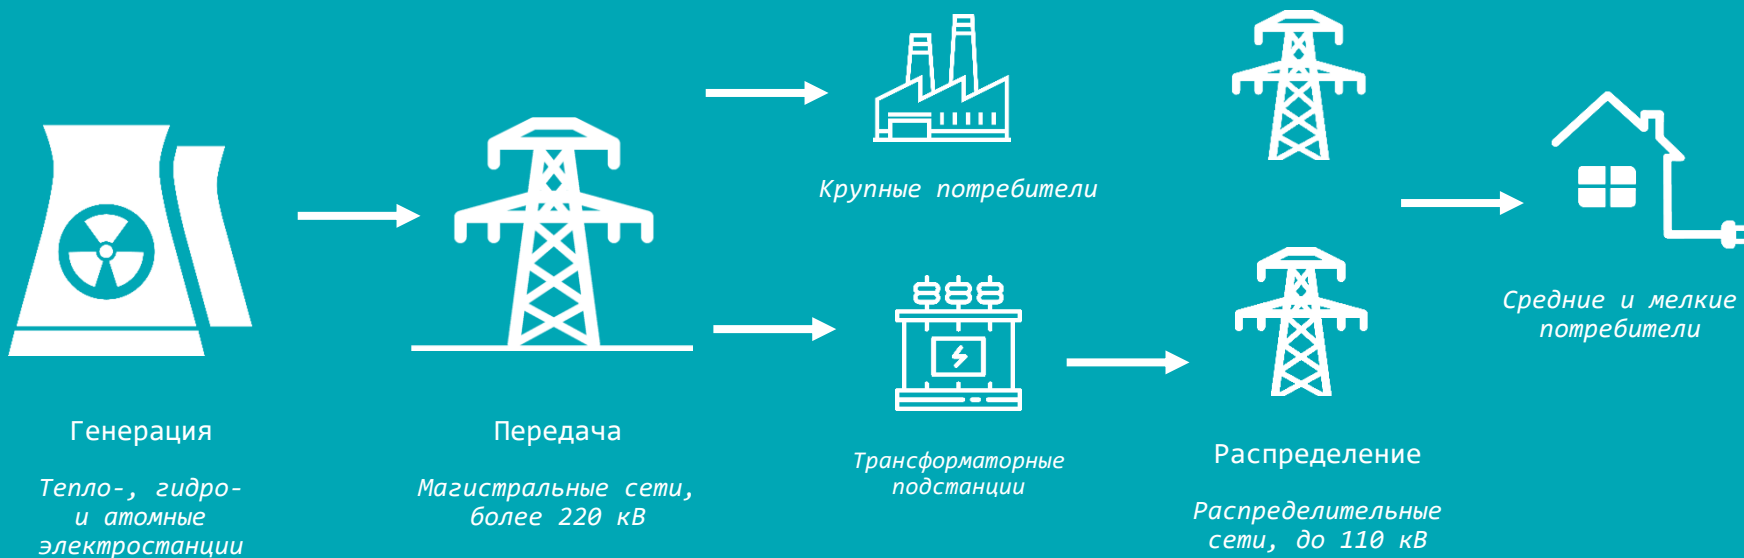 Генерация
Тепло-, гидро-
и атомные
электростанции
Передача
Магистральные сети,
более 220 кВ
Крупные потребители
Трансформаторные
подстанции
Распределение
Распределительные
сети, до 110 кВ
Средние и мелкие
потребители